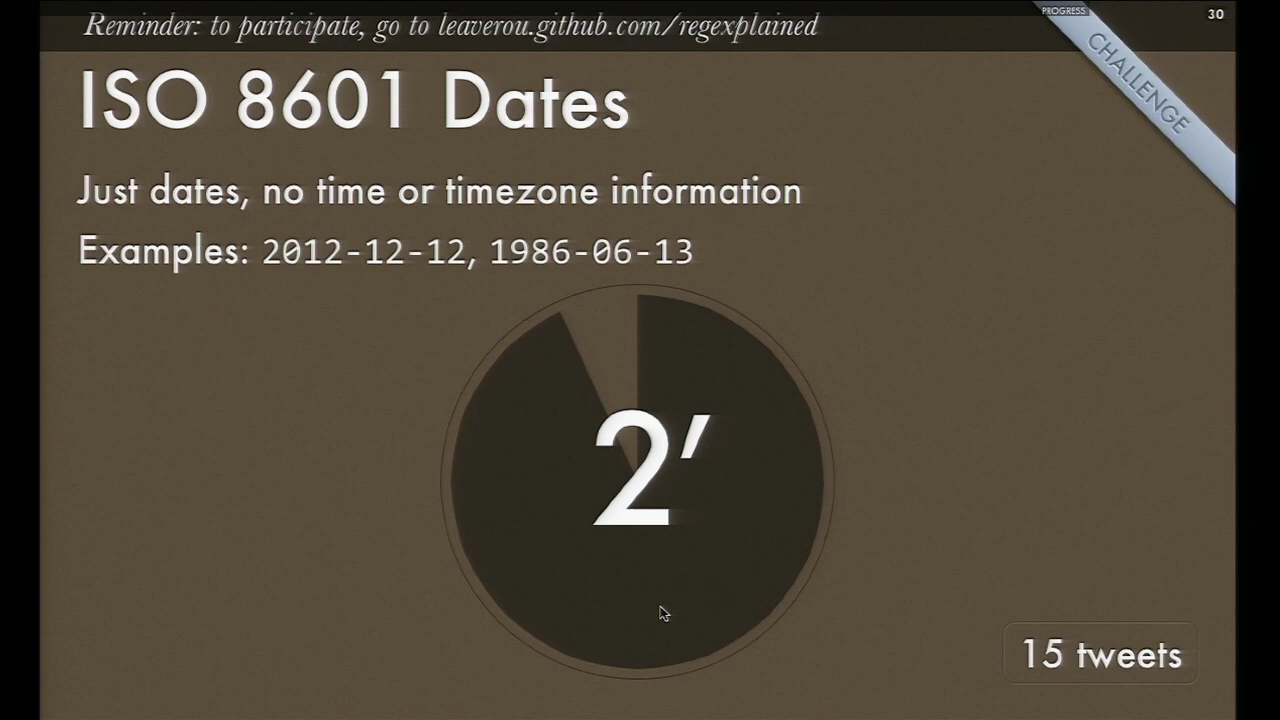 Reminder: to participate, go to leaverou.github.com/regexplained
PROGRESS
30
CHALLENGE
ISO 8601 Dates
Just dates, no time or timezone information
Examples: 2012-12-12, 1986-06-13
2′
15 tweets